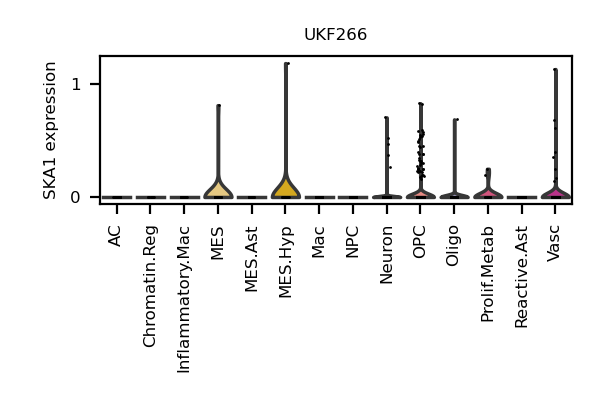 UKF266
SKA1 expression
1
0
AC
Chromatin.Reg
Inflammatory.Mac
MES
MES.Ast
MES.Hyp
Mac
NPC
Neuron
OPC
Oligo
Prolif.Metab
Reactive.Ast
Vasc